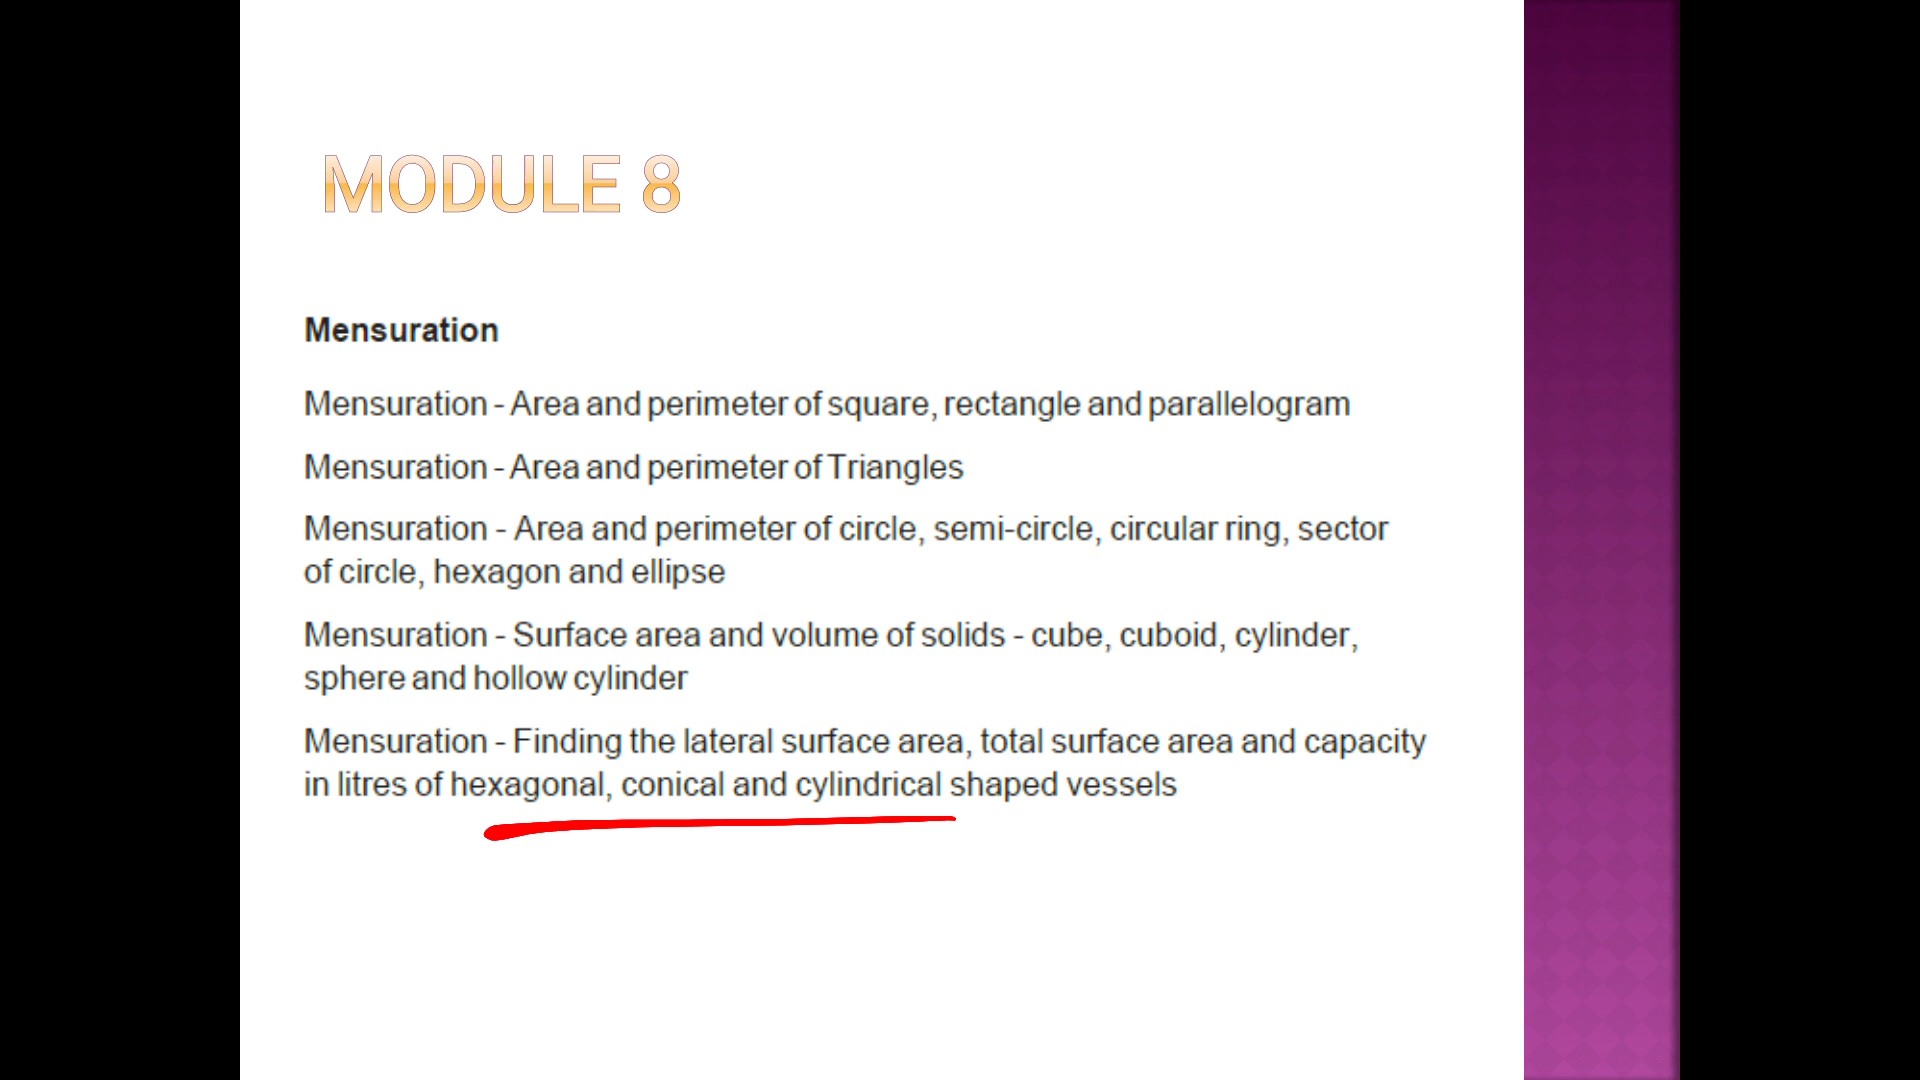 MODULE 8
Mensuration
Mensuration - Area and perimeter of square, rectangle and parallelogram
Mensuration - Area and perimeter of Triangles
Mensuration - Area and perimeter of circle, semi-circle, circular ring, sector
of circle, hexagon and ellipse
Mensuration - Surface area and volume of solids - cube, cuboid, cylinder,
sphere and hollow cylinder
Mensuration - Finding the lateral surface area, total surface area and capacity
in litres of hexagonal, conical and cylindrical shaped vessels